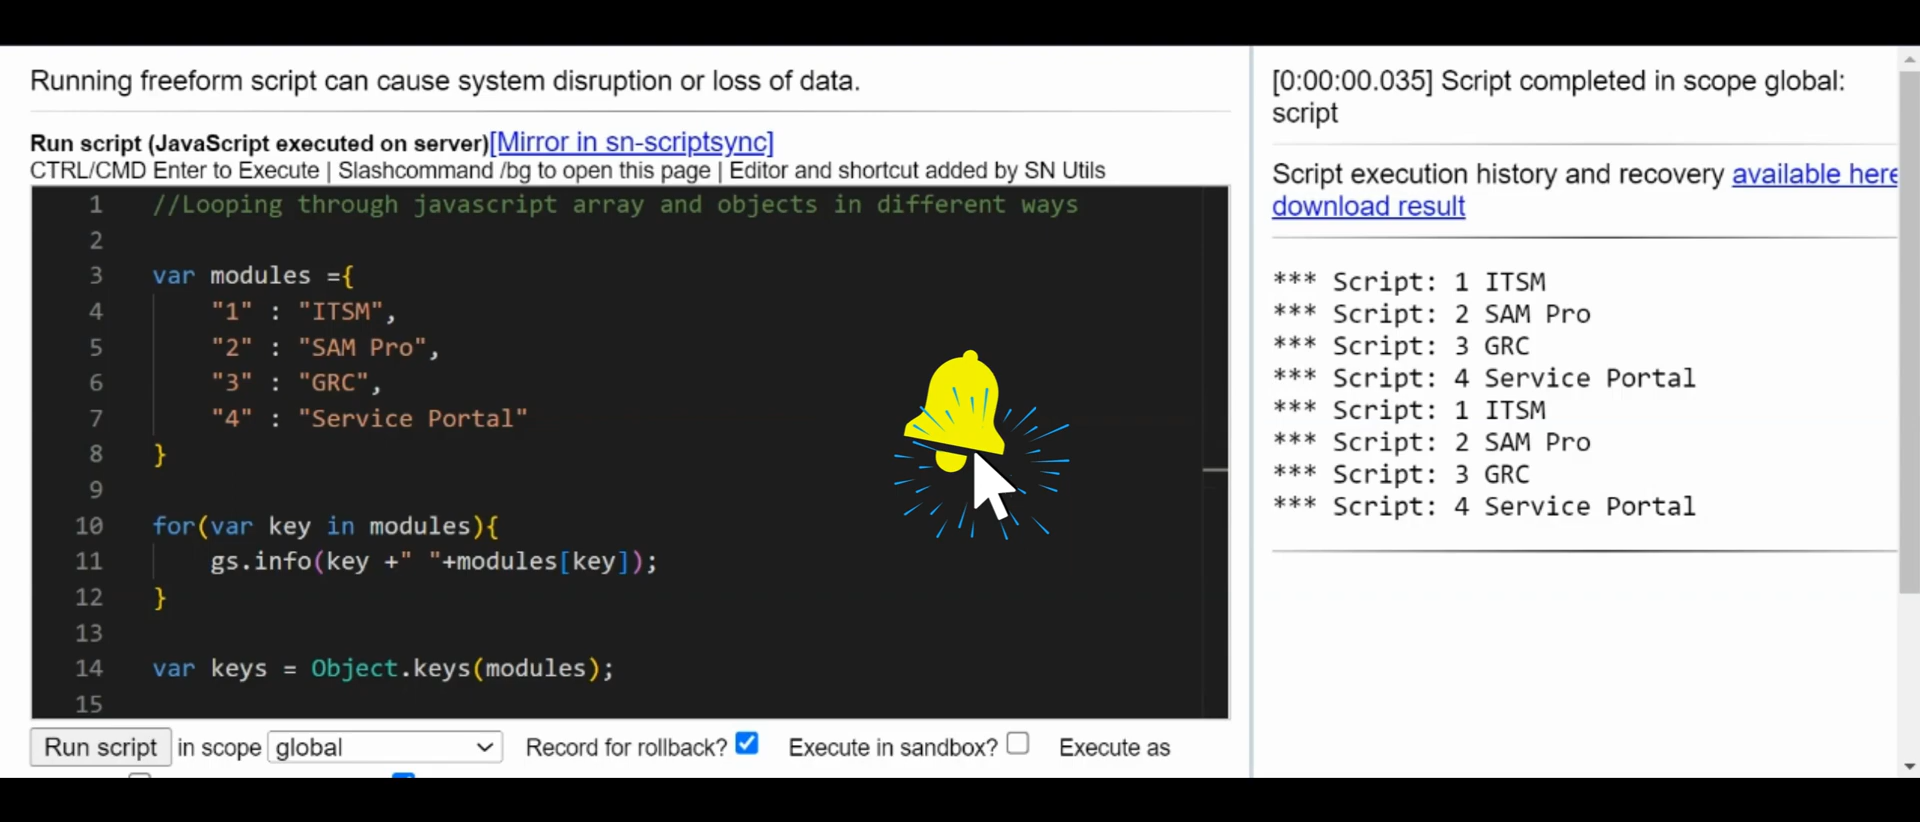 Running freeform script can cause system disruption or loss of data.
Run script (JavaScript executed on server)[Mirror in sn-scriptsync]
CTRL/CMD Enter to Execute | Slashcommand /bg to open this page | Editor and shortcut added by SN Utils
1 //Looping through javascript array and objects in different ways
2
3 var modules ={
4 "1" : "ITSM",
5 "2" : "SAM Pro",
6 "3" : "GRC",
7 "4" : "Service Portal"
8 }
9
10 for(var key in modules){
11 gs.info(key +" "+modules[key]);
12 }
13
14 var keys = Object.keys(modules);
15
Run script in scope global Record for rollback? Execute in sandbox? Execute as
[0:00:00.035] Script completed in scope global:
script
Script execution history and recovery available here
download result
*** Script: 1 ITSM
*** Script: 2 SAM Pro
*** Script: 3 GRC
*** Script: 4 Service Portal
*** Script: 1 ITSM
*** Script: 2 SAM Pro
*** Script: 3 GRC
*** Script: 4 Service Portal